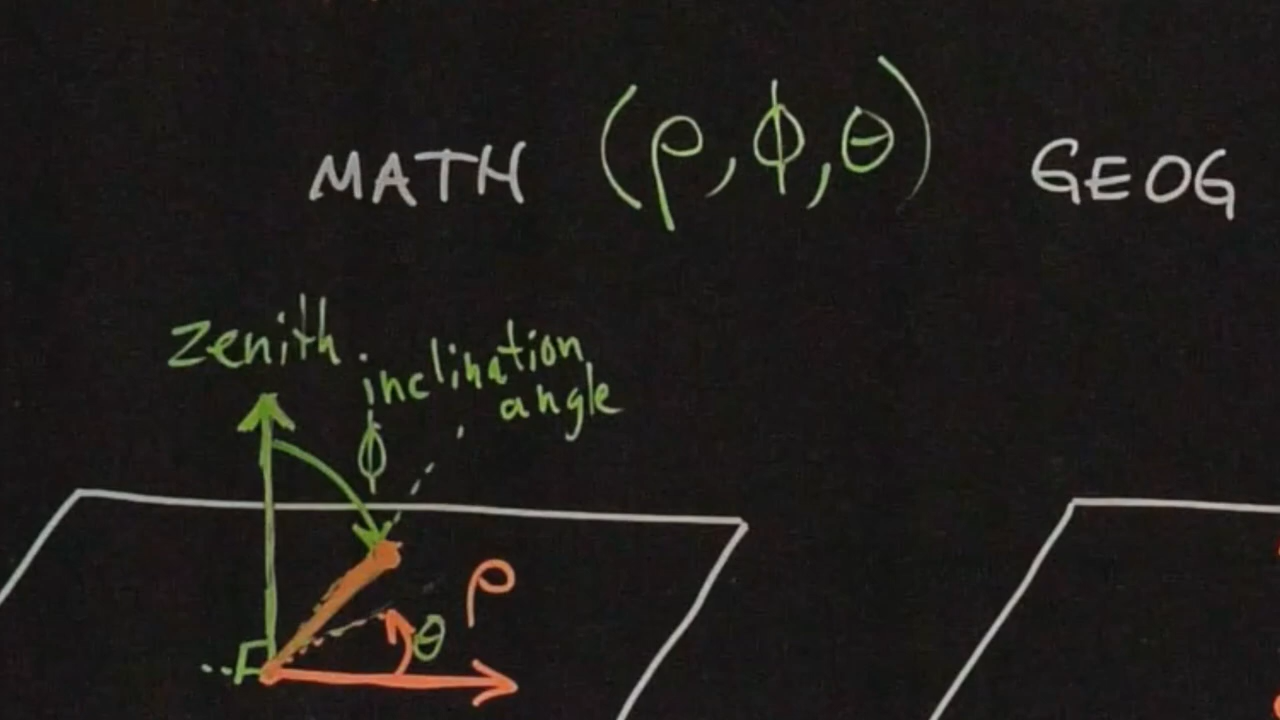 MATH (ρ, ϕ, θ) GEOG
zenith.
inclination
angle
ϕ
ρ
θ